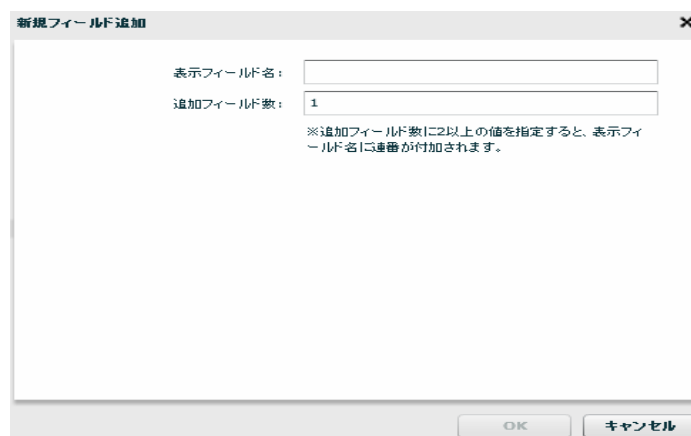 新規フィールド追加
表示フィールド名：
追加フィールド数： 1
※追加フィールド数に2以上の値を指定すると、表示フィ
ールド名に連番が付加されます。
OK キャンセル